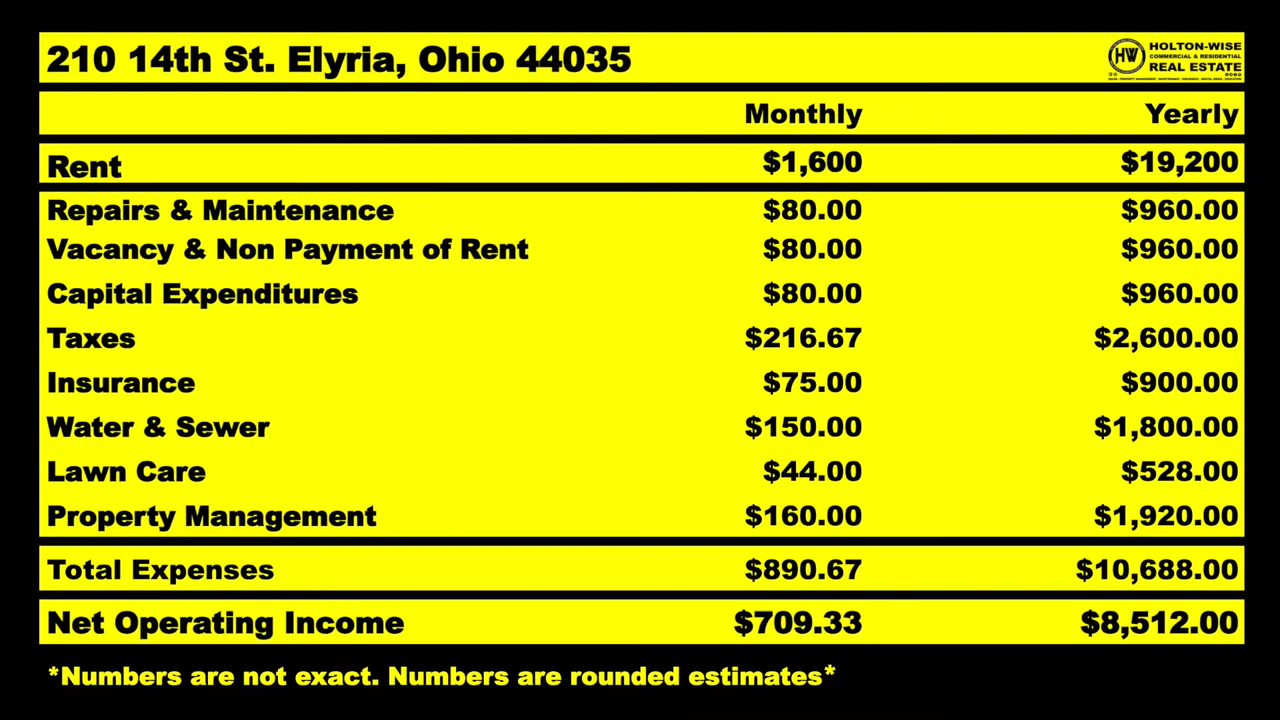 210 14th St. Elyria, Ohio 44035
HW
HOLTON-WISE
COMMERCIAL & RESIDENTIAL
REAL ESTATE
Monthly Yearly
Rent $1,600 $19,200
Repairs & Maintenance $80.00 $960.00
Vacancy & Non Payment of Rent $80.00 $960.00
Capital Expenditures $80.00 $960.00
Taxes $216.67 $2,600.00
Insurance $75.00 $900.00
Water & Sewer $150.00 $1,800.00
Lawn Care $44.00 $528.00
Property Management $160.00 $1,920.00
Total Expenses $890.67 $10,688.00
Net Operating Income $709.33 $8,512.00
*Numbers are not exact. Numbers are rounded estimates*